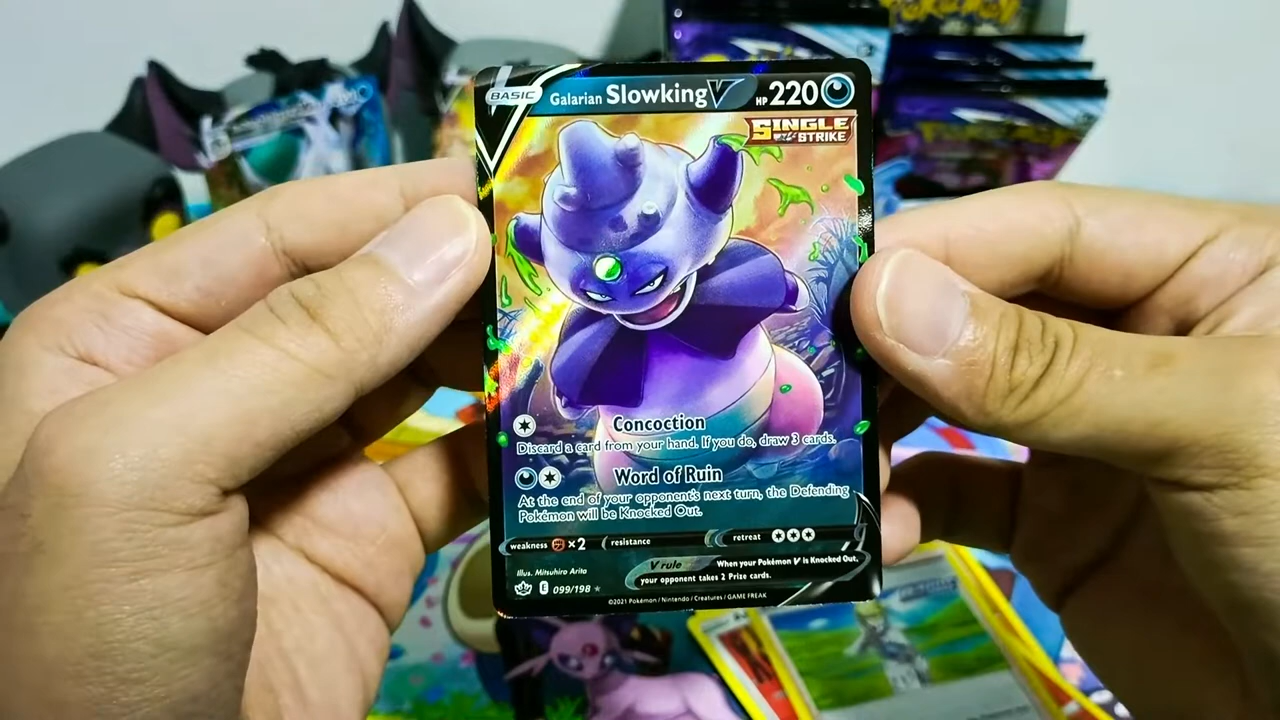 BASIC
Galarian Slowking V HP 220
SINGLE
STRIKE
Concoction
Discard a card from your hand. If you do, draw 3 cards.
Word of Ruin
At the end of your opponent's next turn, the Defending
Pokémon will be Knocked Out.
weakness ×2 resistance retreat
V rule When your Pokémon V is Knocked Out,
your opponent takes 2 Prize cards.
Illus. Mitsuhiro Arita
E 099/198 ★
©2021 Pokémon / Nintendo / Creatures / GAME FREAK